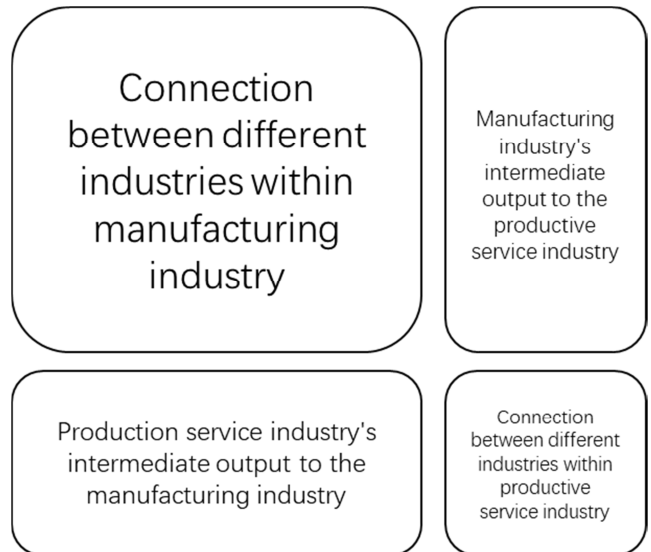 Connection
between different
industries within
manufacturing
industry
Manufacturing
industry's
intermediate
output to the
productive
service industry
Production service industry's
intermediate output to the
manufacturing industry
Connection
between different
industries within
productive
service industry